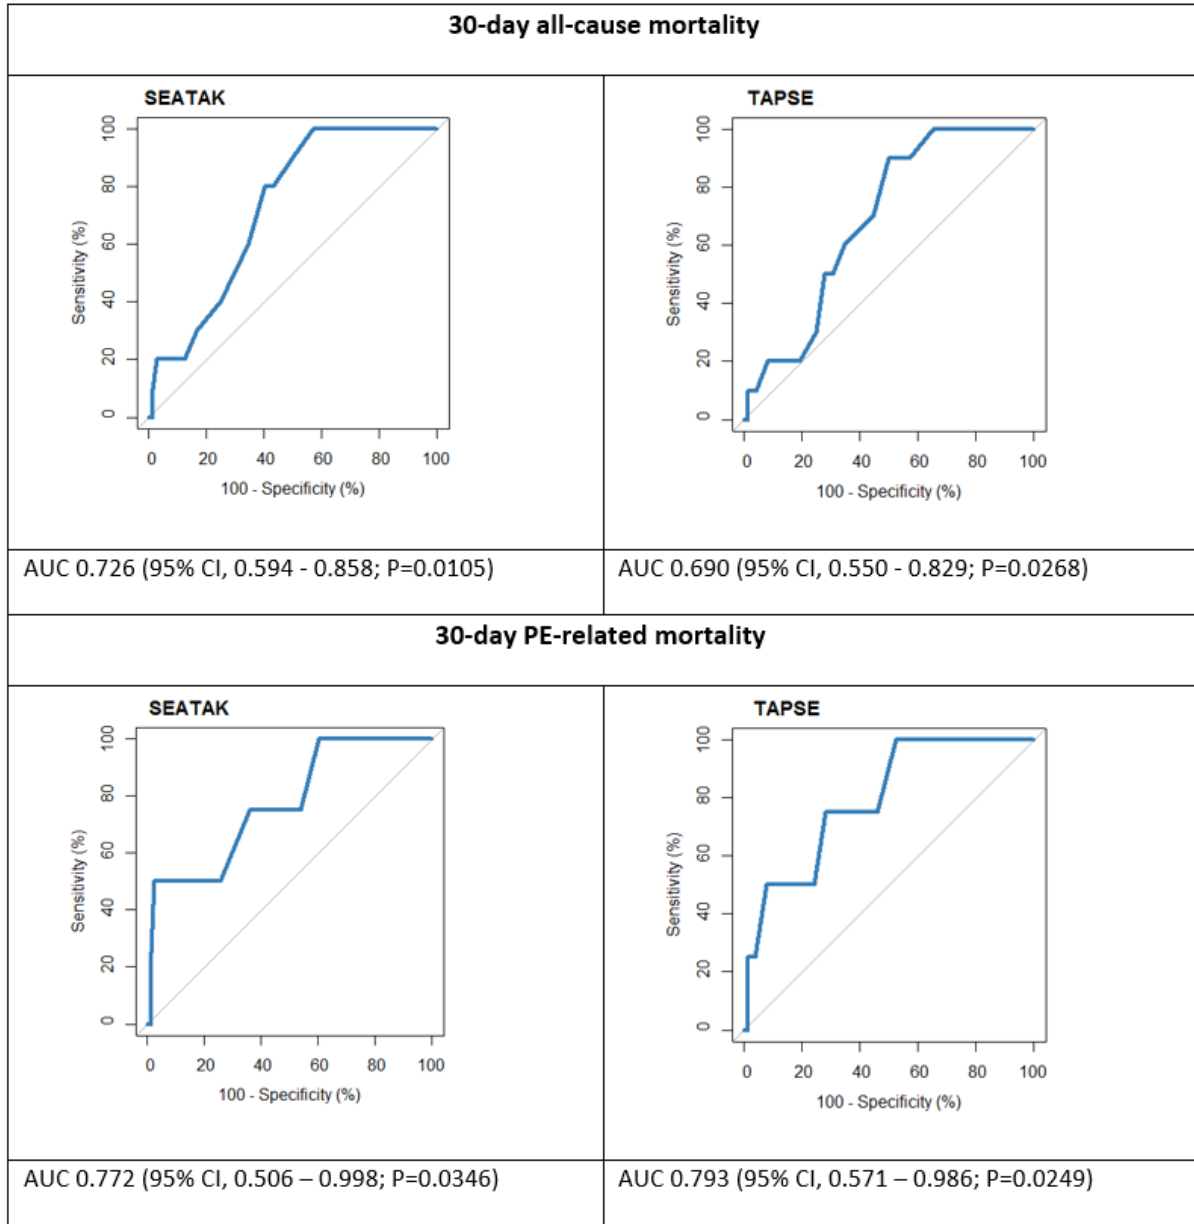 30-day all-cause mortality
SEATAK
100
80
60
40
20
0
Sensitivity (%)
0 20 40 60 80 100
100 - Specificity (%)
TAPSE
100
80
60
40
20
0
Sensitivity (%)
0 20 40 60 80 100
100 - Specificity (%)
AUC 0.726 (95% CI, 0.594 - 0.858; P=0.0105)
AUC 0.690 (95% CI, 0.550 - 0.829; P=0.0268)
30-day PE-related mortality
SEATAK
100
80
60
40
20
0
Sensitivity (%)
0 20 40 60 80 100
100 - Specificity (%)
TAPSE
100
80
60
40
20
0
Sensitivity (%)
0 20 40 60 80 100
100 - Specificity (%)
AUC 0.772 (95% CI, 0.506 – 0.998; P=0.0346)
AUC 0.793 (95% CI, 0.571 – 0.986; P=0.0249)